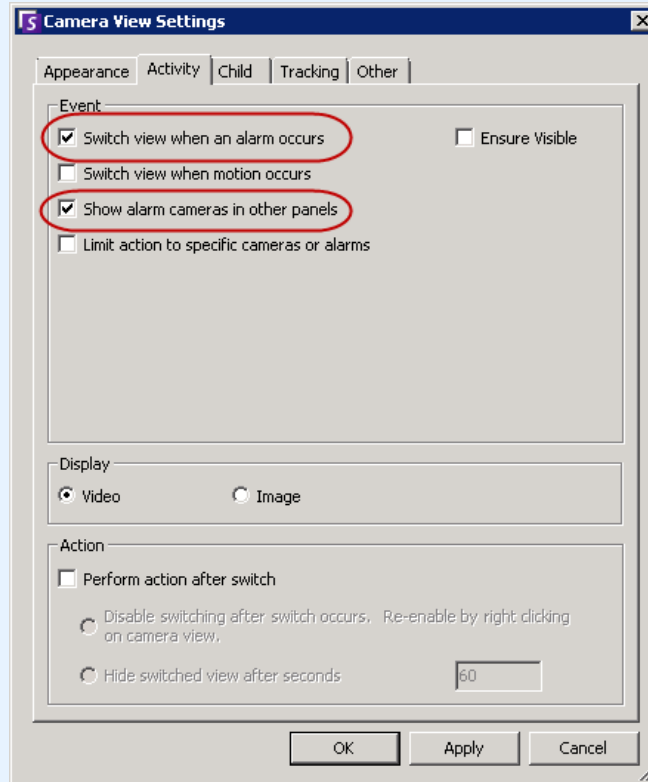 Camera View Settings
Appearance Activity Child Tracking Other
Event
Switch view when an alarm occurs Ensure Visible
Switch view when motion occurs
Show alarm cameras in other panels
Limit action to specific cameras or alarms
Display
Video Image
Action
Perform action after switch
Disable switching after switch occurs. Re-enable by right clicking
on camera view.
Hide switched view after seconds 60
OK Apply Cancel